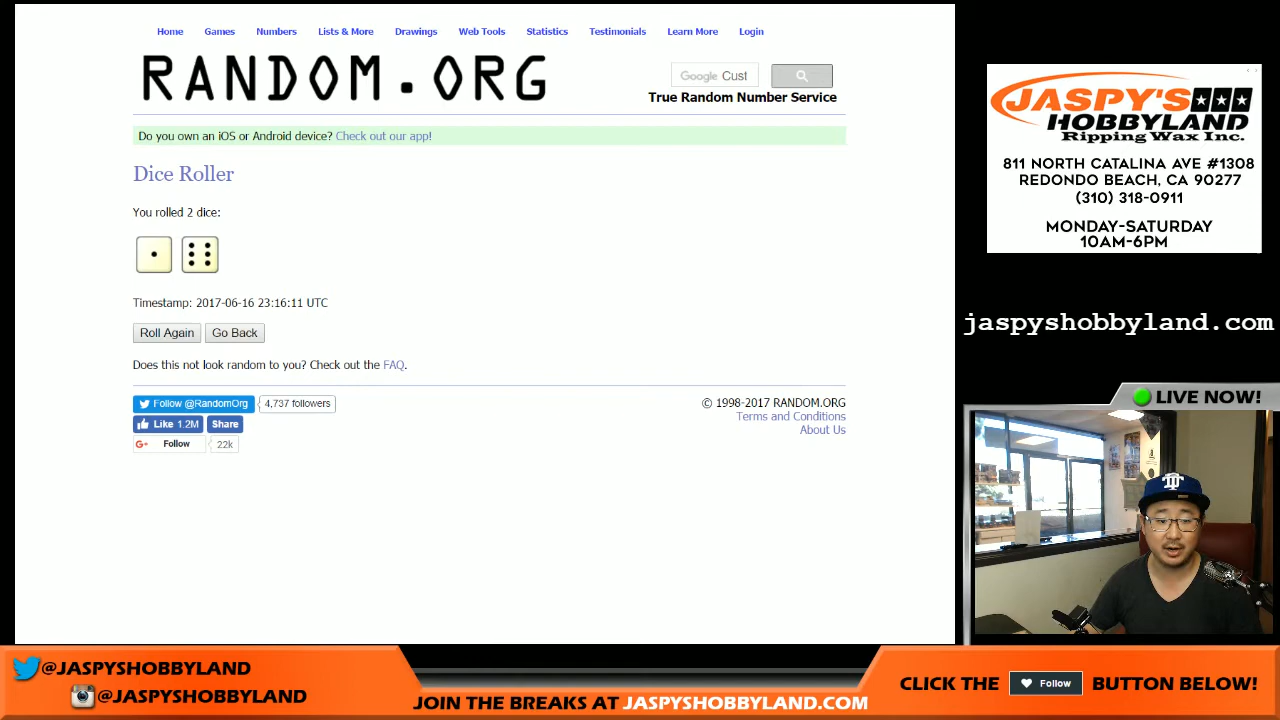 Home Games Numbers Lists & More Drawings Web Tools Statistics Testimonials Learn More Login
RANDOM.ORG
Google Cust
True Random Number Service
Do you own an iOS or Android device? Check out our app!
Dice Roller
You rolled 2 dice:
Timestamp: 2017-06-16 23:16:11 UTC
Roll Again Go Back
Does this not look random to you? Check out the FAQ.
Follow @RandomOrg 4,737 followers
Like 1.2M Share
G+ Follow 22k
© 1998-2017 RANDOM.ORG
Terms and Conditions
About Us
JASPY'S
HOBBYLAND
Ripping Wax Inc.
811 NORTH CATALINA AVE #1308
REDONDO BEACH, CA 90277
(310) 318-0911
MONDAY-SATURDAY
10AM-6PM
jaspyshobbyland.com
LIVE NOW!
@JASPYSHOBBYLAND
@JASPYSHOBBYLAND
JOIN THE BREAKS AT JASPYSHOBBYLAND.COM
CLICK THE Follow BUTTON BELOW!